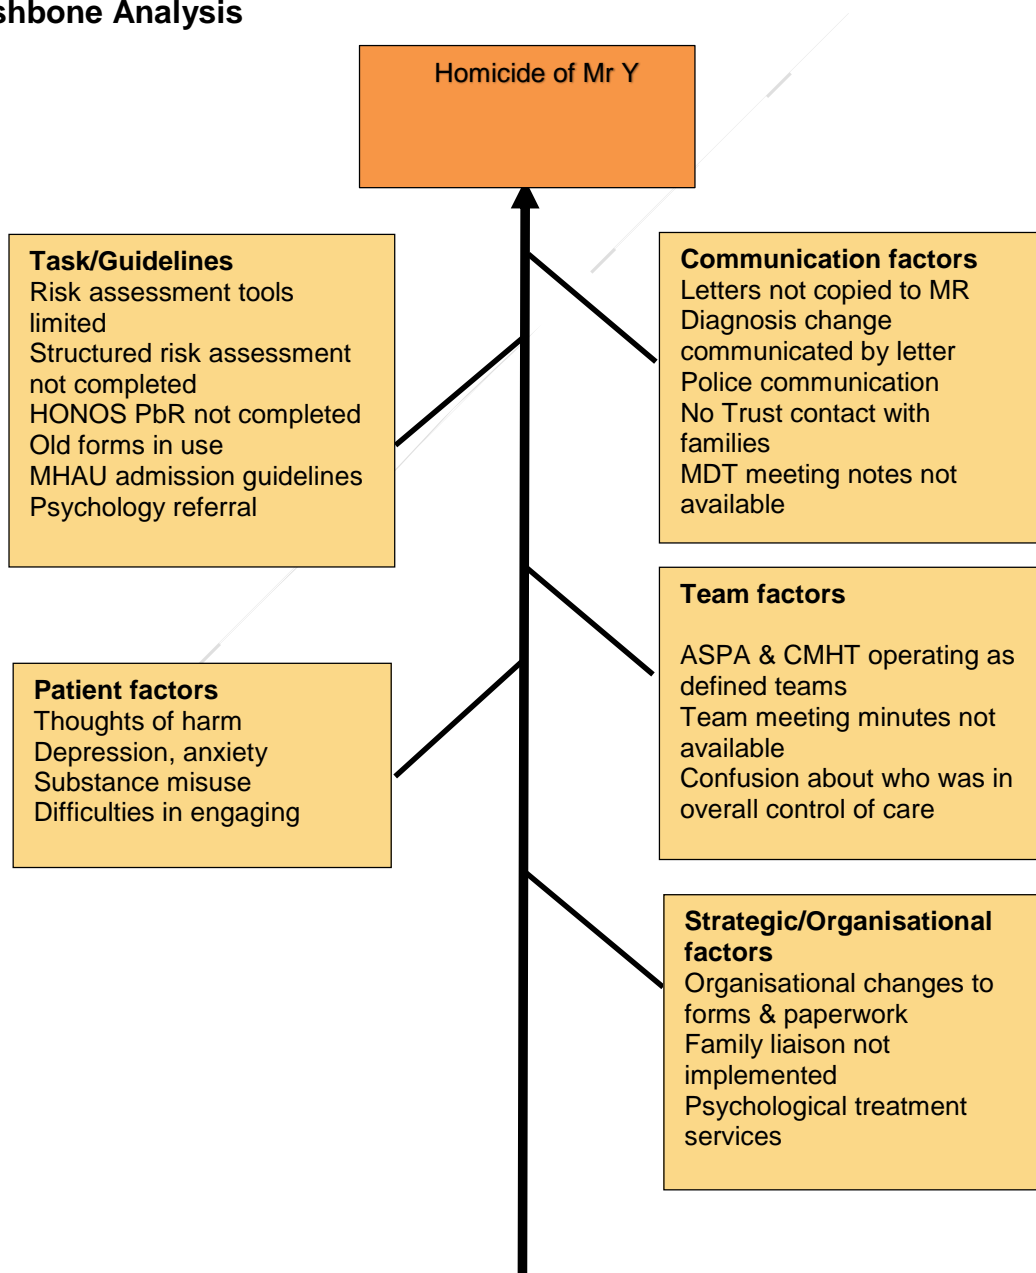 shbone Analysis
Homicide of Mr Y
Task/Guidelines
Risk assessment tools
limited
Structured risk assessment
not completed
HONOS PbR not completed
Old forms in use
MHAU admission guidelines
Psychology referral
Communication factors
Letters not copied to MR
Diagnosis change
communicated by letter
Police communication
No Trust contact with
families
MDT meeting notes not
available
Patient factors
Thoughts of harm
Depression, anxiety
Substance misuse
Difficulties in engaging
Team factors
ASPA & CMHT operating as
defined teams
Team meeting minutes not
available
Confusion about who was in
overall control of care
Strategic/Organisational
factors
Organisational changes to
forms & paperwork
Family liaison not
implemented
Psychological treatment
services